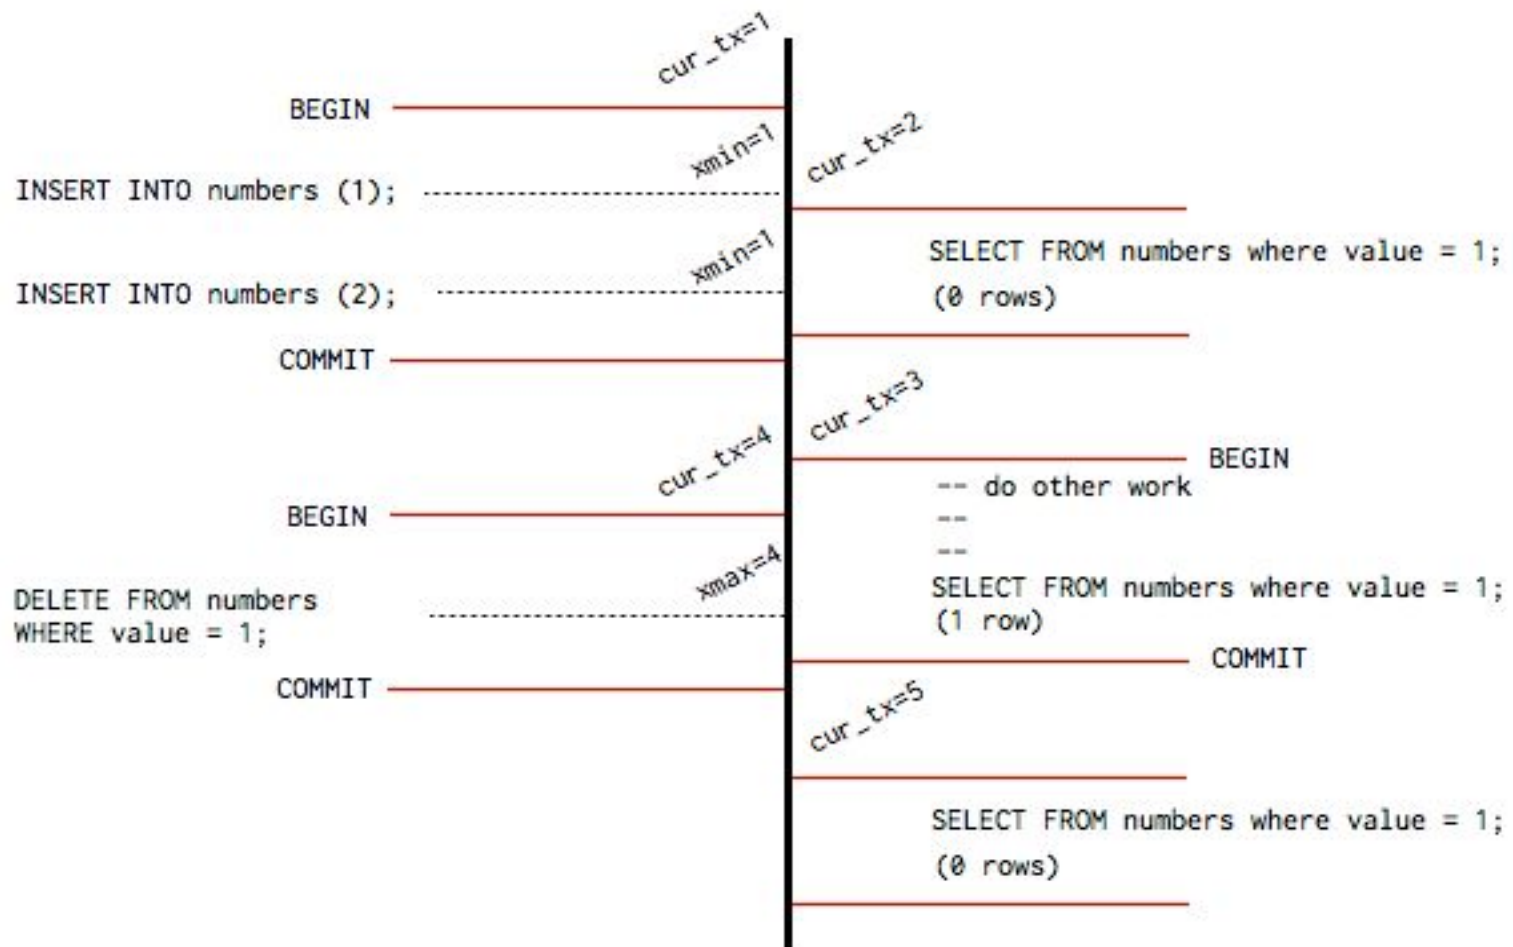 cur_tx=1
BEGIN
xmin=1
cur_tx=2
INSERT INTO numbers (1);
xmin=1
SELECT FROM numbers where value = 1;
INSERT INTO numbers (2);
(0 rows)
COMMIT
cur_tx=3
cur_tx=4
BEGIN
-- do other work
BEGIN
--
--
xmax=4
SELECT FROM numbers where value = 1;
DELETE FROM numbers
(1 row)
WHERE value = 1;
COMMIT
COMMIT
cur_tx=5
SELECT FROM numbers where value = 1;
(0 rows)